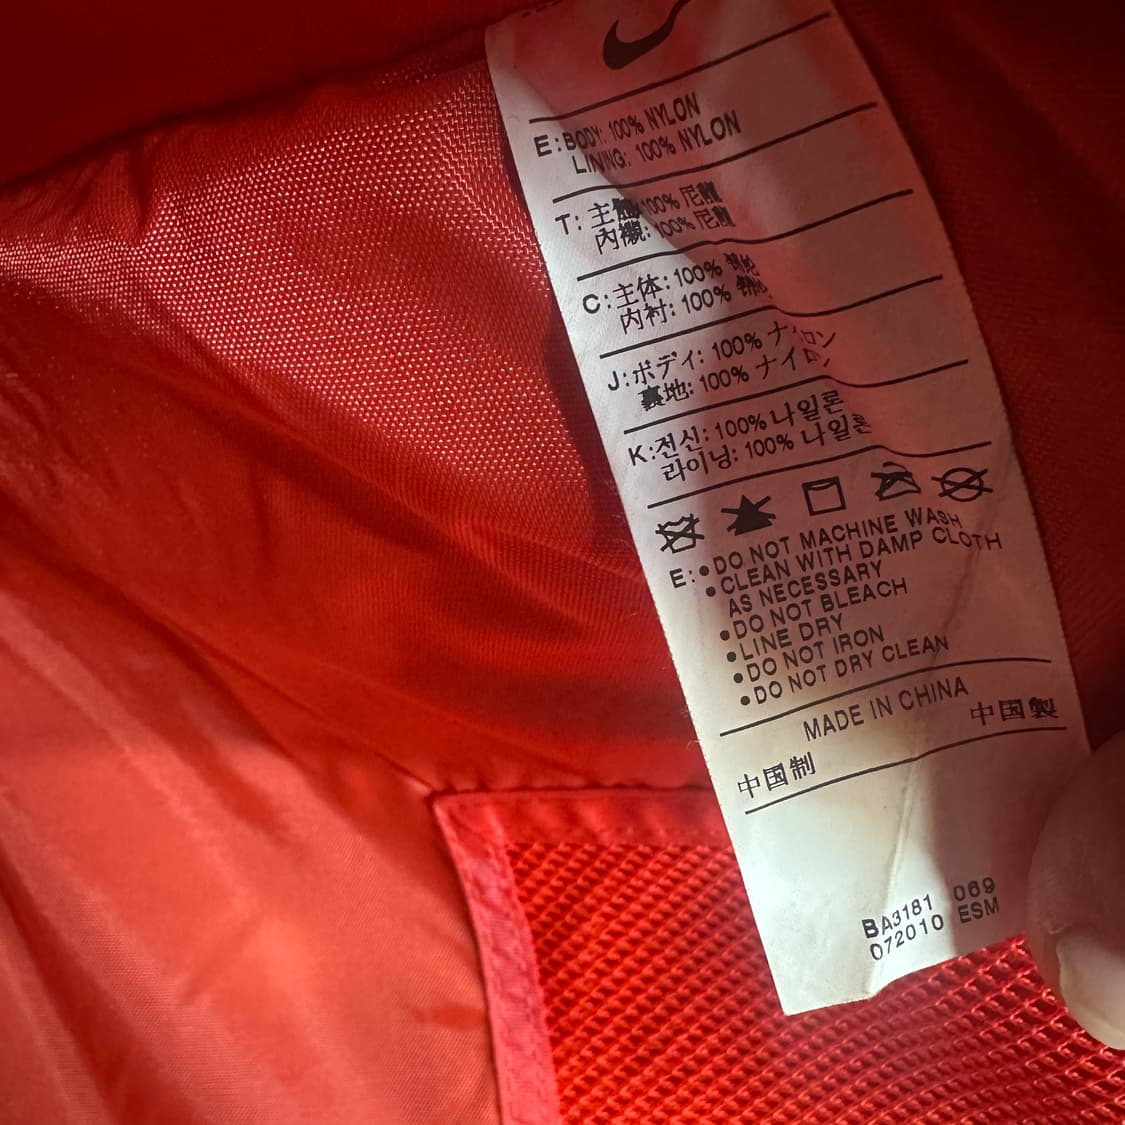 E: BODY: 100% NYLON
LINING: 100% NYLON
T: 主體: 100% 尼龍
內襯: 100% 尼龍
C: 主体: 100% 锦纶
内衬: 100% 锦纶
J: ボディ: 100% ナイロン
裏地: 100% ナイロン
K: 전신: 100% 나일론
라이닝: 100% 나일론
E: •DO NOT MACHINE WASH
•CLEAN WITH DAMP CLOTH
AS NECESSARY
•DO NOT BLEACH
•LINE DRY
•DO NOT IRON
•DO NOT DRY CLEAN
MADE IN CHINA
中国制 中国製
BA3181 069
072010 ESM